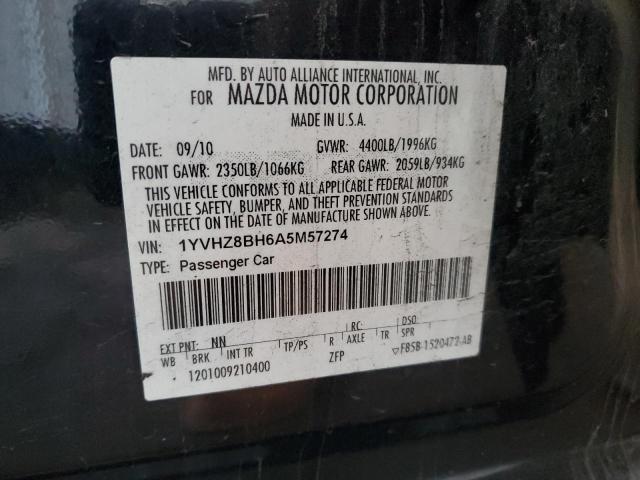 MFD. BY AUTO ALLIANCE INTERNATIONAL, INC.
FOR MAZDA MOTOR CORPORATION
MADE IN U.S.A.
DATE: 09/10 GVWR: 4400LB/1996KG
FRONT GAWR: 2350LB/1066KG REAR GAWR: 2059LB/934KG
THIS VEHICLE CONFORMS TO ALL APPLICABLE FEDERAL MOTOR
VEHICLE SAFETY, BUMPER, AND THEFT PREVENTION STANDARDS
IN EFFECT ON THE DATE OF MANUFACTURE SHOWN ABOVE.
VIN: 1YVHZ8BH6A5M57274
TYPE: Passenger Car
EXT PNT: NN RC: DSO:
WB BRK INT TR TP/PS R AXLE TR SPR
ZFP
1201009210400 F85B-1520472-AB